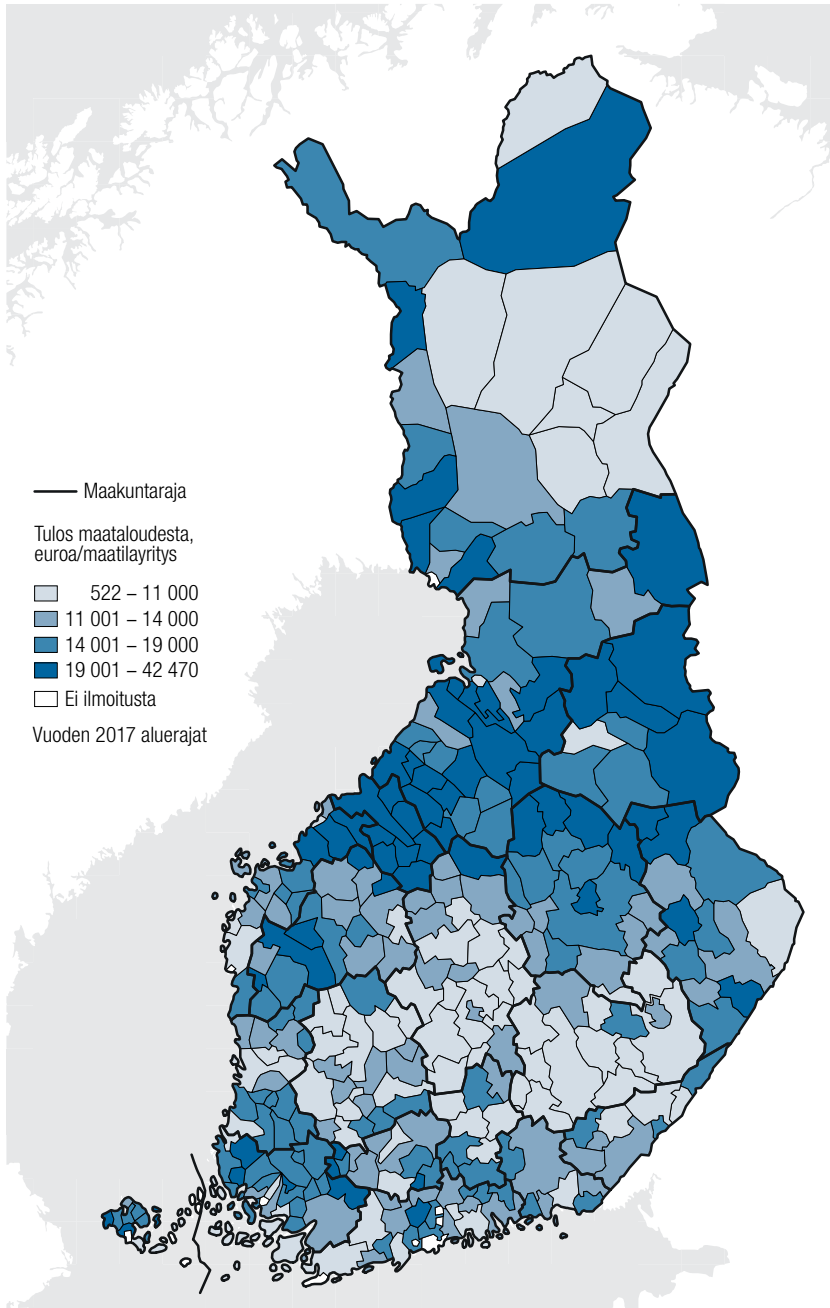 Maakuntaraja
Tulos maataloudesta,
euroa/maatilayritys
522 – 11 000
11 001 – 14 000
14 001 – 19 000
19 001 – 42 470
Ei ilmoitusta
Vuoden 2017 aluerajat